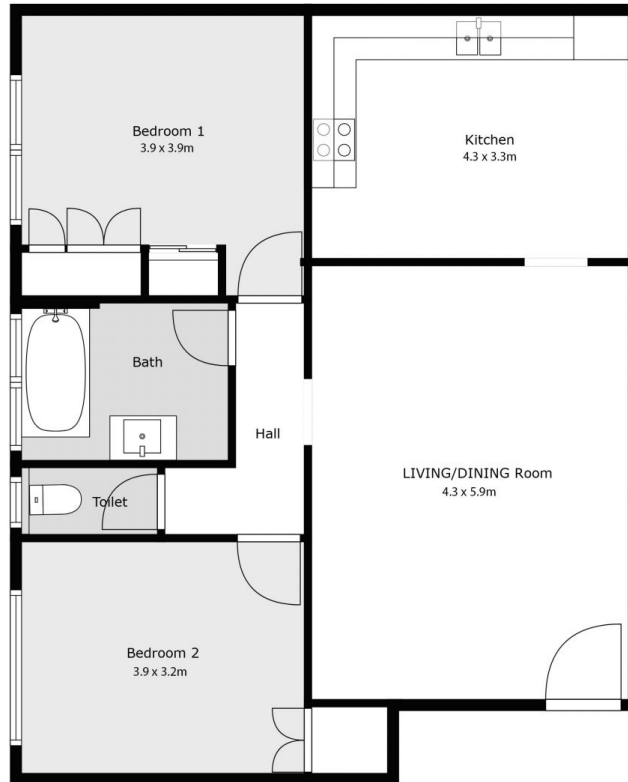 Bedroom 1
3.9 x 3.9m
Kitchen
4.3 x 3.3m
Bath
Hall
LIVING/DINING Room
4.3 x 5.9m
Toilet
Bedroom 2
3.9 x 3.2m